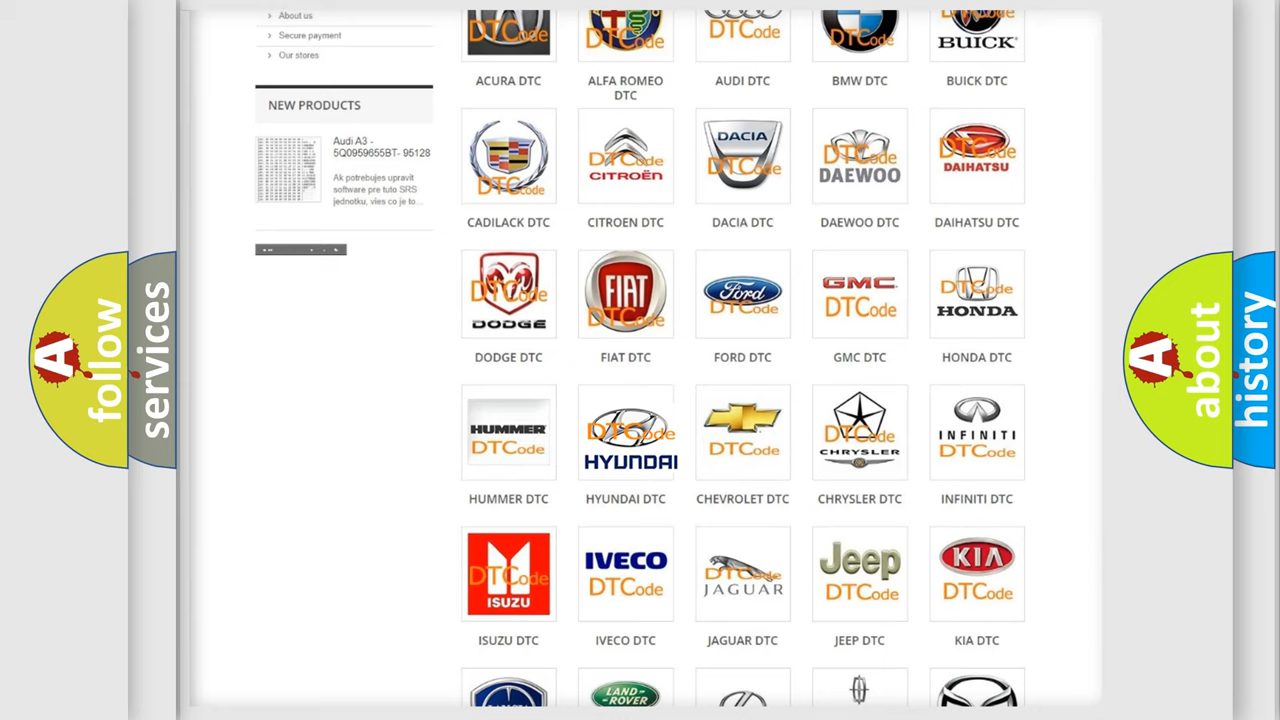 About us
Secure payment
Our stores
NEW PRODUCTS
Audi A3 -
5Q0959655BT- 95128
Ak potrebujes upravit
software pre tuto SRS
jednotku, vies co je to...
DTCode
DTCode
DTCode
DTCode
BUICK
ACURA DTC
ALFA ROMEO
DTC
AUDI DTC
BMW DTC
BUICK DTC
DTCode
DTCode
CITROËN
DACIA
DTCode
DTCode
DAEWOO
DTCode
DAIHATSU
CADILACK DTC
CITROEN DTC
DACIA DTC
DAEWOO DTC
DAIHATSU DTC
DTCode
DODGE
FIAT
DTCode
Ford
DTCode
GMC
DTCode
DTCode
HONDA
DODGE DTC
FIAT DTC
FORD DTC
GMC DTC
HONDA DTC
HUMMER
DTCode
DTCode
HYUNDAI
DTCode
DTCode
CHRYSLER
INFINITI
DTCode
HUMMER DTC
HYUNDAI DTC
CHEVROLET DTC
CHRYSLER DTC
INFINITI DTC
DTCode
ISUZU
IVECO
DTCode
DTCode
JAGUAR
Jeep
DTCode
KIA
DTCode
ISUZU DTC
IVECO DTC
JAGUAR DTC
JEEP DTC
KIA DTC
LAND-
ROVER
A follow
services
A about
history